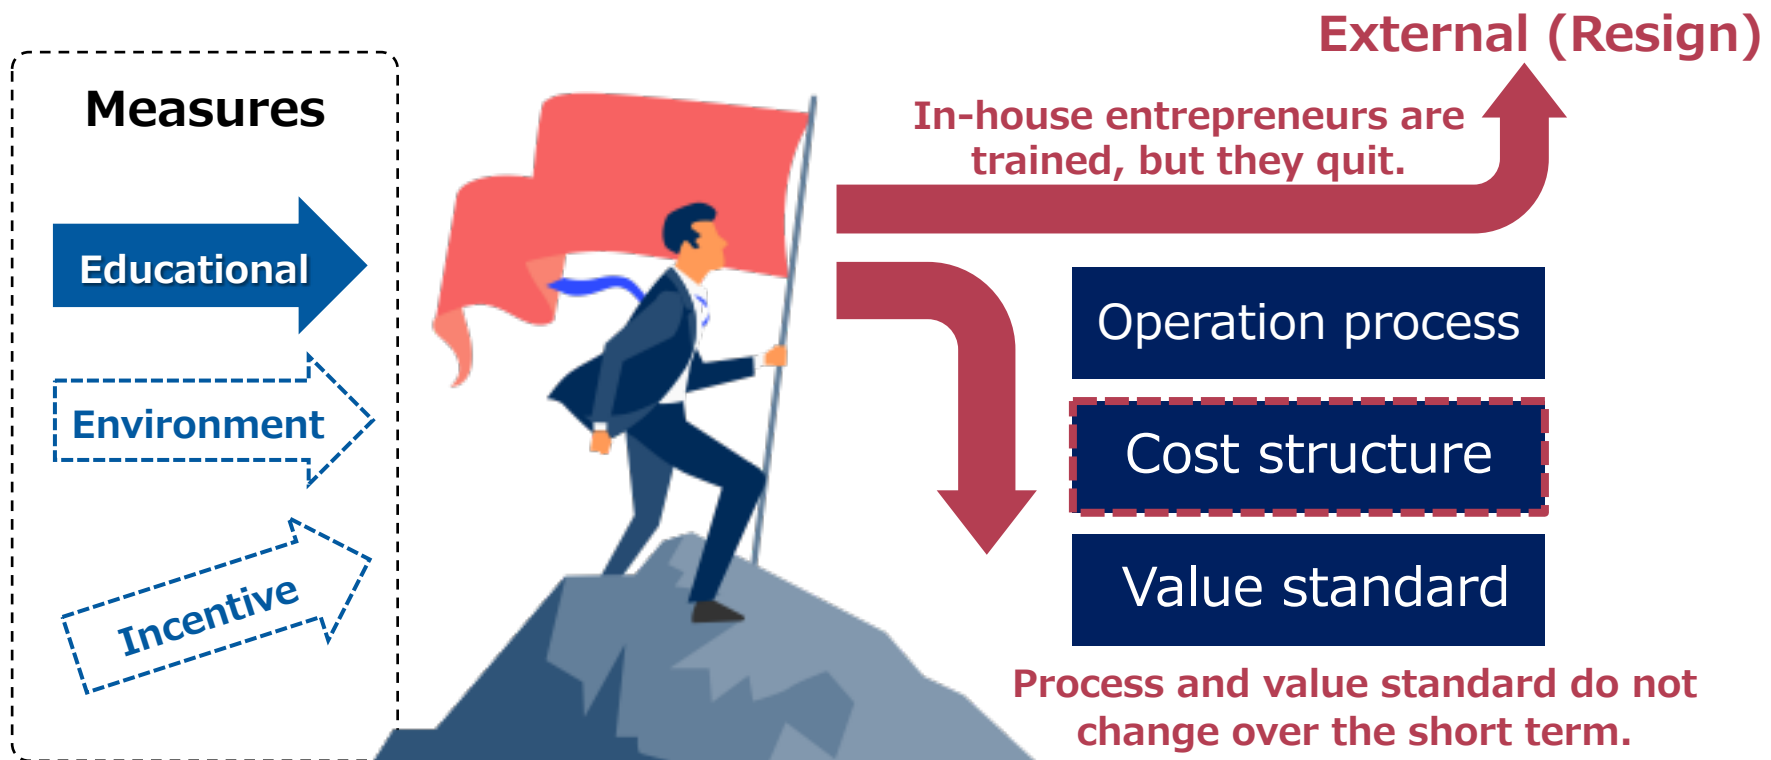 External (Resign)
Measures
In-house entrepreneurs are
trained, but they quit.
Educational
Environment
Incentive
Operation process
Cost structure
Value standard
Process and value standard do not
change over the short term.